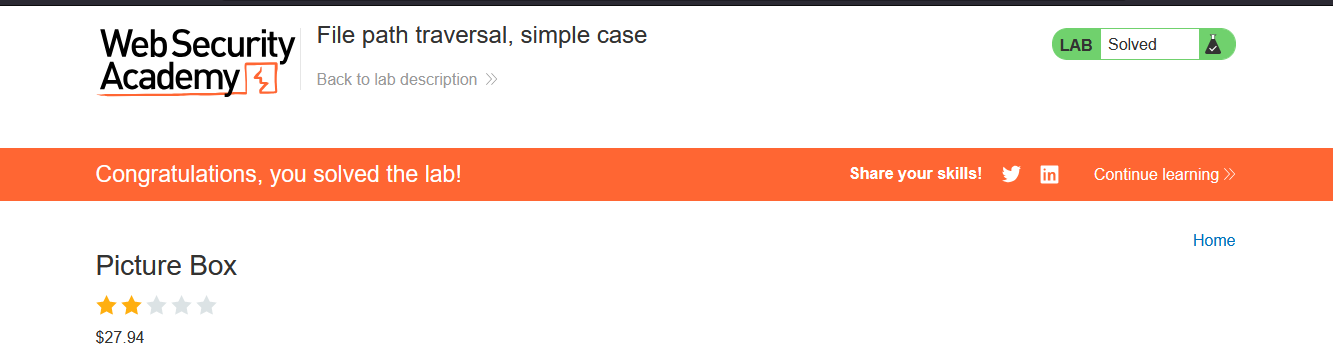 Web Security
Academy
File path traversal, simple case
Back to lab description
LAB Solved
Congratulations, you solved the lab!
Share your skills!
Continue learning
Home
Picture Box
$27.94